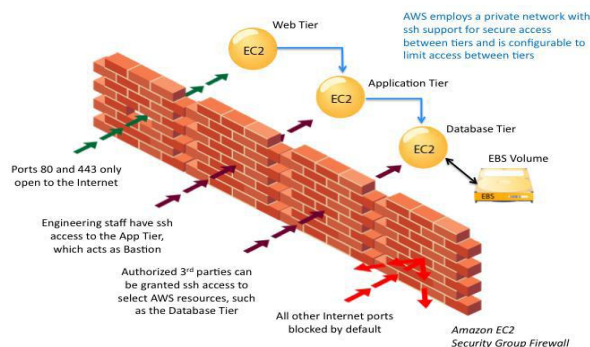 Web Tier
EC2
AWS employs a private network with
ssh support for secure access
between tiers and is configurable to
limit access between tiers
Application Tier
EC2
Database Tier
EC2
EBS Volume
EBS
Ports 80 and 443 only
open to the Internet
Engineering staff have ssh
access to the App Tier,
which acts as Bastion
Authorized 3rd parties can
be granted ssh access to
select AWS resources, such
as the Database Tier
All other Internet ports
blocked by default
Amazon EC2
Security Group Firewall